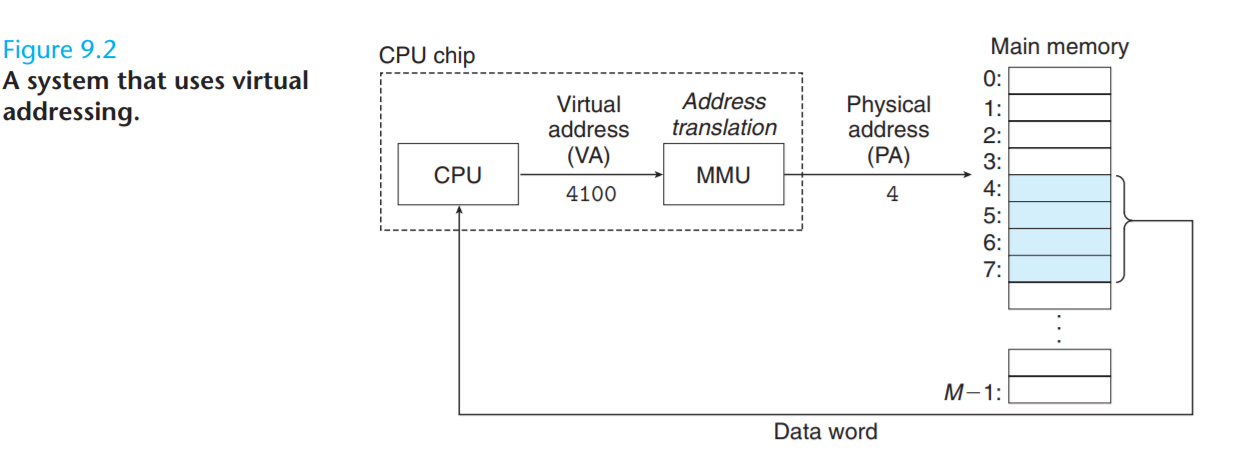 Figure 9.2
A system that uses virtual
addressing.
CPU chip
Main memory
Virtual
address
(VA)
Address
translation
Physical
address
(PA)
CPU
MMU
4100
4
0:
1:
2:
3:
4:
5:
6:
7:
M−1:
Data word